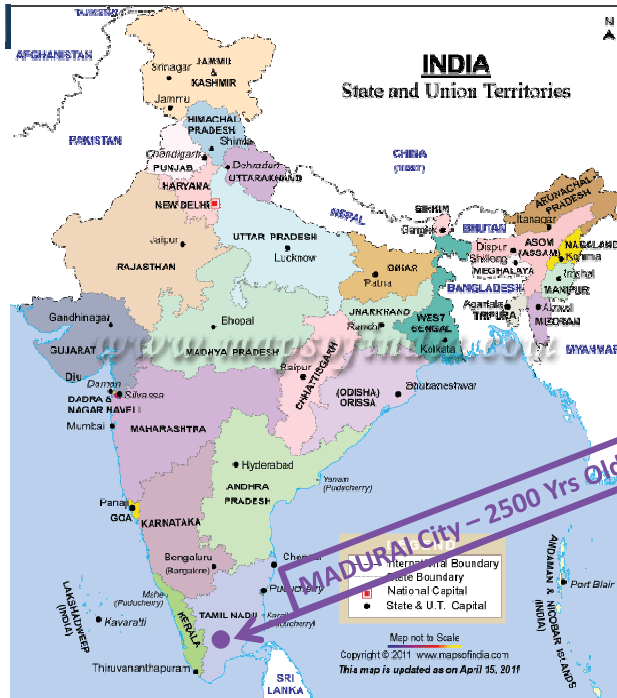 TAJIKISTAN
N
AFGHANISTAN
INDIA
State and Union Territories
Srinagar
JAMMU
&
KASHMIR
Jammu
HIMACHAL
PRADESH
PAKISTAN
Shimla
Chandigarh
PUNJAB
CHINA
(TIBET)
Dehradun
UTTARAKHAND
HARYANA
NEW DELHI
ARUNACHAL
PRADESH
SIKKIM
NEPAL
Itanagar
Gangtok
BHUTAN
Jaipur
UTTAR PRADESH
Lucknow
Dispur
ASOM
(ASSAM)
NAGALAND
Kohima
RAJASTHAN
BIHAR
Patna
Shillong
MEGHALAYA
Imphal
MANIPUR
BANGLADESH
Gandhinagar
Bhopal
JHARKHAND
Ranchi
WEST
BENGAL
Agartala
TRIPURA
Aizawl
MIZORAM
www.mapsofindia.com
GUJARAT
MADHYA PRADESH
Kolkata
MYANMAR
Raipur
CHHATTISGARH
Diu
Daman
Silvassa
DADRA &
NAGAR HAVELI
(ODISHA)
ORISSA
Bhubaneshwar
Mumbai
MAHARASHTRA
Hyderabad
Yanam
(Puducherry)
ANDHRA
PRADESH
Panaji
GOA
KARNATAKA
MADURAI City – 2500 Yrs Old
Bengaluru
(Bangalore)
International Boundary
State Boundary
National Capital
State & U.T. Capital
Mahe
(Puducherry)
Puducherry
ANDAMAN & NICOBAR ISLANDS
(INDIA)
Port Blair
LAKSHADWEEP
(INDIA)
Kavaratti
KERALA
TAMIL NADU
Puducherry)
Map not to Scale
Thiruvananthapuram
SRI
LANKA
Copyright © 2011 www.mapsofindia.com
This map is updated as on April 15, 2011